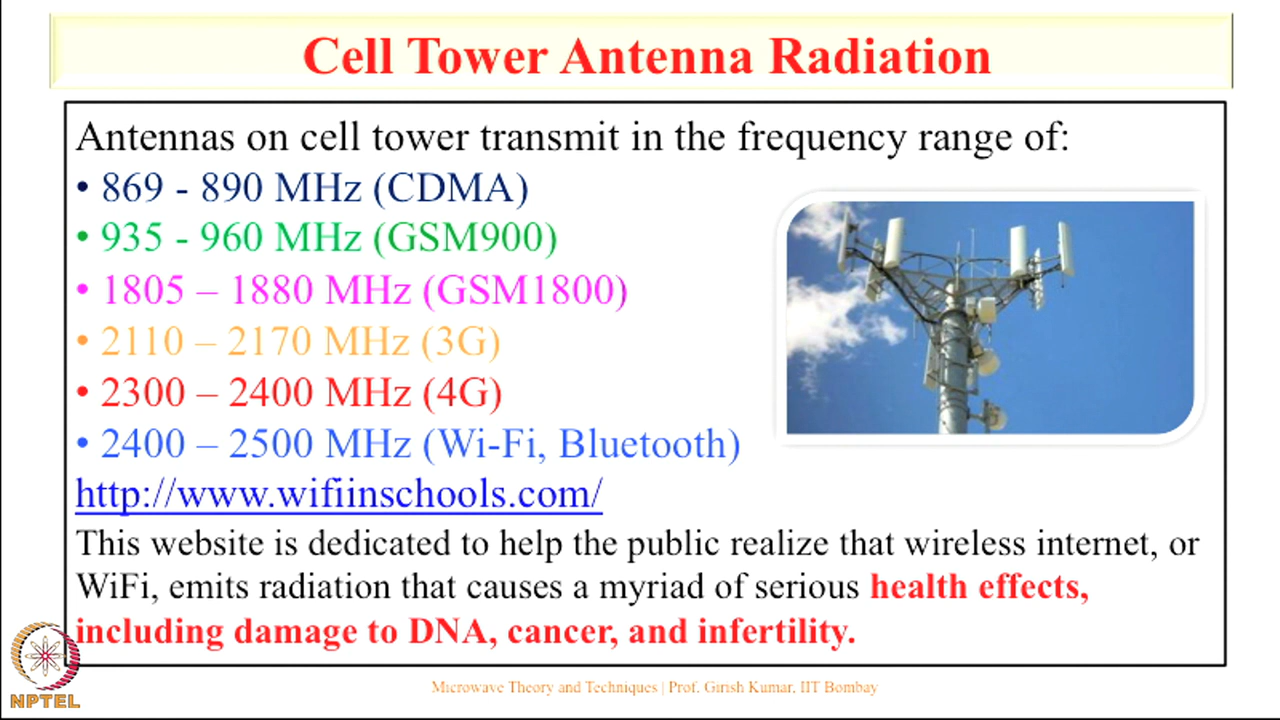 Cell Tower Antenna Radiation
Antennas on cell tower transmit in the frequency range of:
• 869 - 890 MHz (CDMA)
• 935 - 960 MHz (GSM900)
• 1805 – 1880 MHz (GSM1800)
• 2110 – 2170 MHz (3G)
• 2300 – 2400 MHz (4G)
• 2400 – 2500 MHz (Wi-Fi, Bluetooth)
http://www.wifiinschools.com/
This website is dedicated to help the public realize that wireless internet, or
WiFi, emits radiation that causes a myriad of serious health effects,
including damage to DNA, cancer, and infertility.
Microwave Theory and Techniques | Prof. Girish Kumar, IIT Bombay
NPTEL